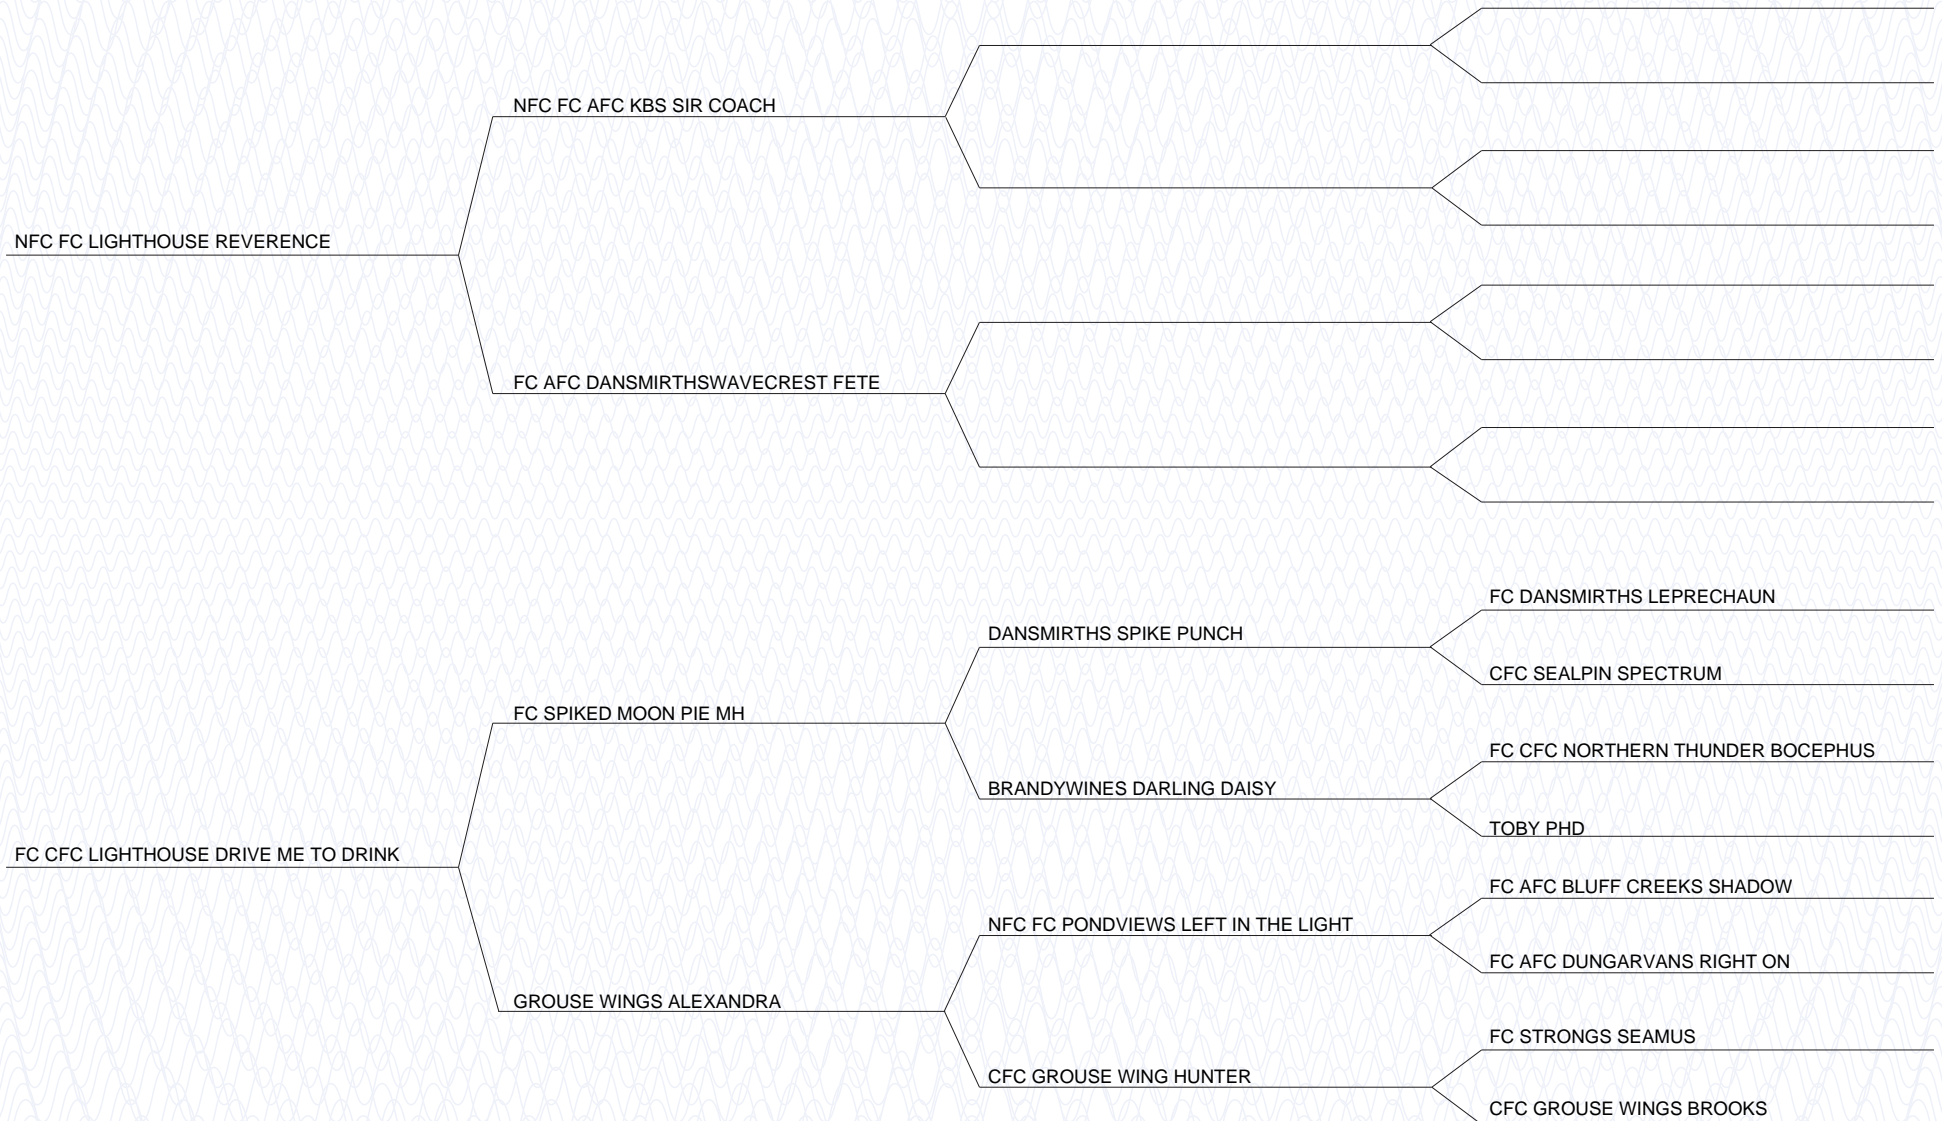 NFC FC AFC KBS SIR COACH
NFC FC LIGHTHOUSE REVERENCE
FC AFC DANSMIRTHSWAVECREST FETE
FC DANSMIRTHS LEPRECHAUN
DANSMIRTHS SPIKE PUNCH
CFC SEALPIN SPECTRUM
FC SPIKED MOON PIE MH
FC CFC NORTHERN THUNDER BOCEPHUS
BRANDYWINES DARLING DAISY
TOBY PHD
FC CFC LIGHTHOUSE DRIVE ME TO DRINK
FC AFC BLUFF CREEKS SHADOW
NFC FC PONDVIEWS LEFT IN THE LIGHT
FC AFC DUNGARVANS RIGHT ON
GROUSE WINGS ALEXANDRA
FC STRONGS SEAMUS
CFC GROUSE WING HUNTER
CFC GROUSE WINGS BROOKS